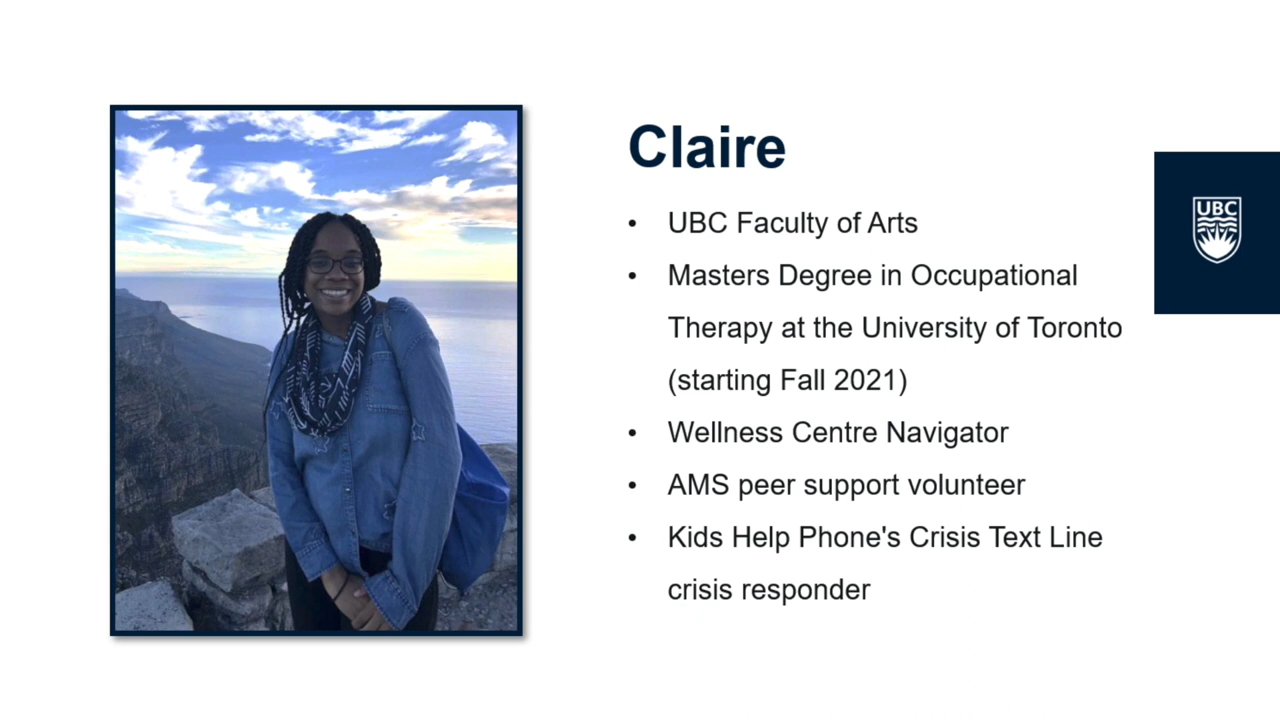 Claire
• UBC Faculty of Arts
• Masters Degree in Occupational
Therapy at the University of Toronto
(starting Fall 2021)
• Wellness Centre Navigator
• AMS peer support volunteer
• Kids Help Phone's Crisis Text Line
crisis responder
UBC